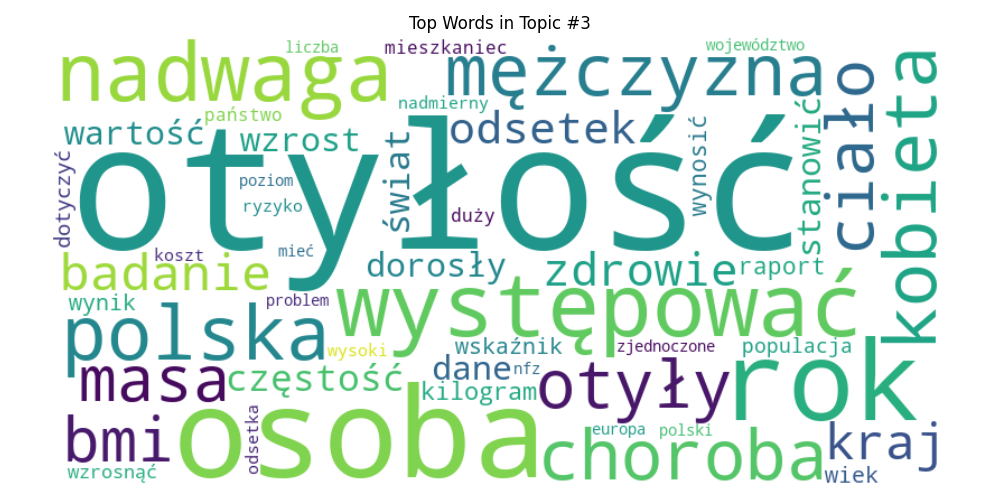 Top Words in Topic #3
liczba
mieszkaniec
województwo
nadwaga
mężczyzna
ciało
kobieta
nadmierny
państwo
wartość
wzrost
odsetek
świat
wynosić
stanowić
otyłość
dotyczyć
poziom
ryzyko
duży
koszt
mieć
badanie
dorosły
zdrowie
raport
wynik
problem
występować
polska
wysoki
wskaźnik
zjednoczone
populacja
masa
częstość
dane
nfz
kilogram
otyły
rok
bmi
osoba
odsetka
choroba
europa
polski
kraj
wzrosnąć
wiek